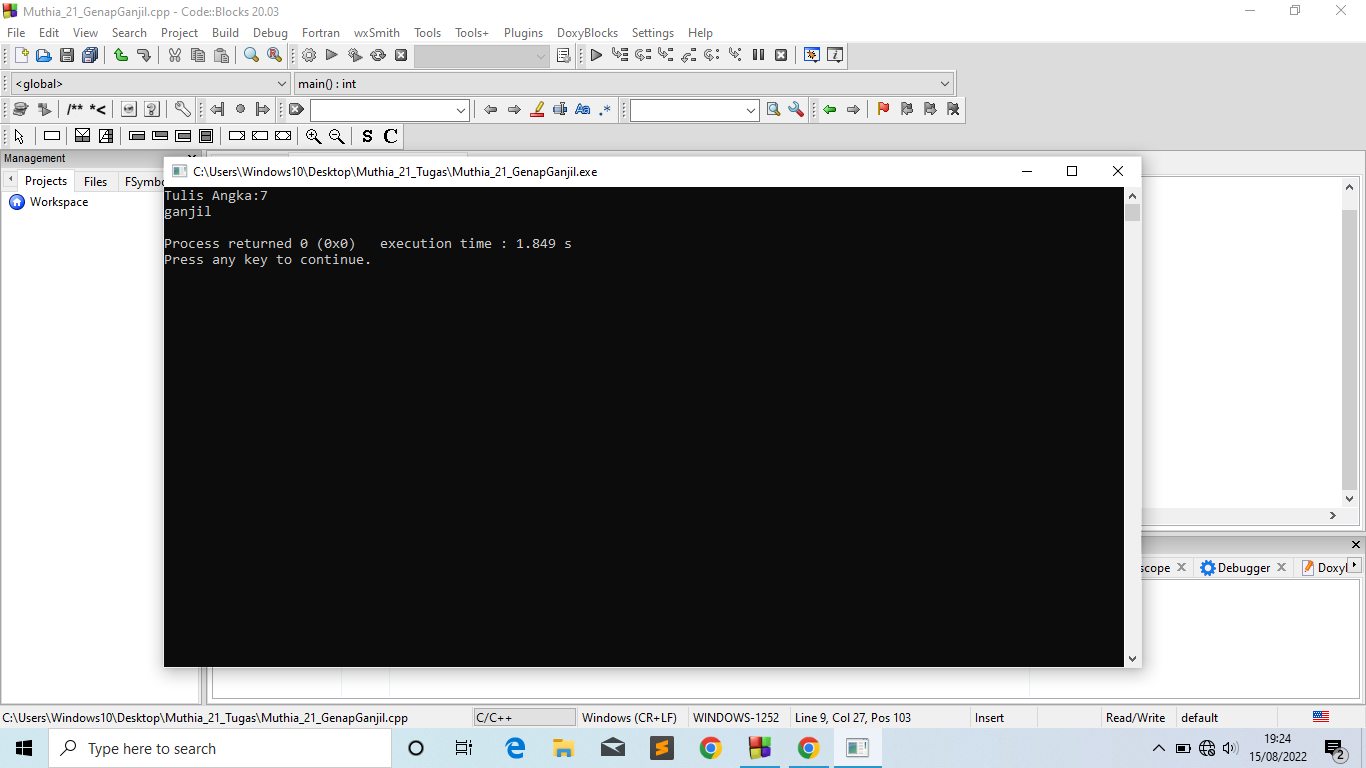 Muthia_21_GenapGanjil.cpp - Code::Blocks 20.03
File Edit View Search Project Build Debug Fortran wxSmith Tools Tools+ Plugins DoxyBlocks Settings Help
<global> main() : int
/** *<
Aa .*
S C
Management
Projects Files FSymbo
Workspace
C:\Users\Windows10\Desktop\Muthia_21_Tugas\Muthia_21_GenapGanjil.exe
Tulis Angka:7
ganjil
Process returned 0 (0x0)   execution time : 1.849 s
Press any key to continue.
scope Debugger Doxyl
C:\Users\Windows10\Desktop\Muthia_21_Tugas\Muthia_21_GenapGanjil.cpp C/C++ Windows (CR+LF) WINDOWS-1252 Line 9, Col 27, Pos 103 Insert Read/Write default
Type here to search
19:24
15/08/2022
2